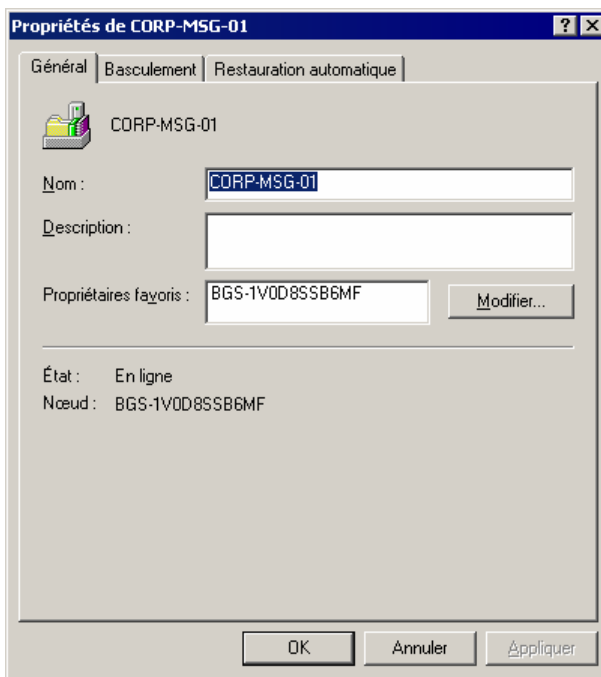 Propriétés de CORP-MSG-01
Général Basculement Restauration automatique
CORP-MSG-01
Nom : CORP-MSG-01
Description :
Propriétaires favoris : BGS-1V0D8SSB6MF Modifier...
État : En ligne
Nœud : BGS-1V0D8SSB6MF
OK Annuler Appliquer